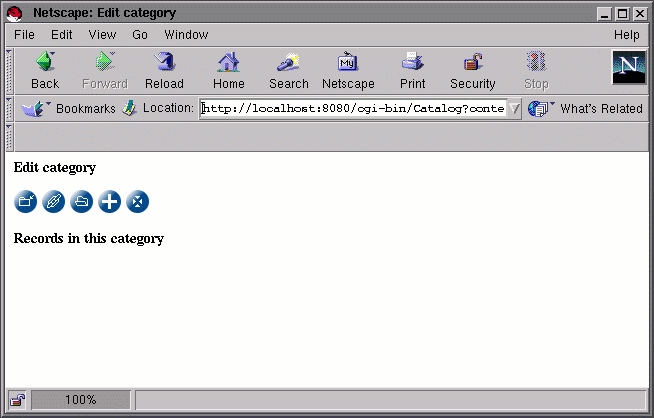 Netscape: Edit category
File Edit View Go Window Help
Back Forward Reload Home Search Netscape Print Security Stop
My
N
Bookmarks Location: http://localhost:8080/cgi-bin/Catalog?conte What's Related
Edit category
Records in this category
100%